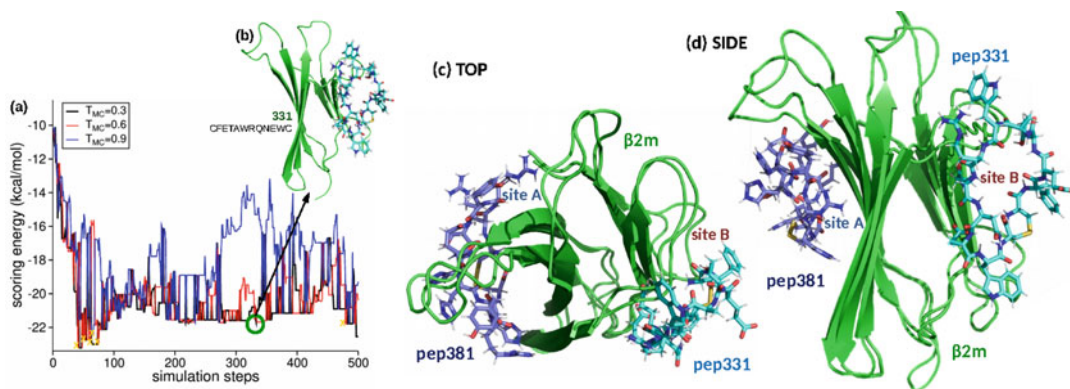 (a)
T_MC=0.3
T_MC=0.6
T_MC=0.9
scoring energy (kcal/mol)
-10
-12
-14
-16
-18
-20
-22
0
100
200
300
400
500
simulation steps
(b)
331
CFETAWRQNEWC
(c) TOP
β2m
site A
site B
pep381
pep331
(d) SIDE
pep331
site B
site A
pep381
β2m